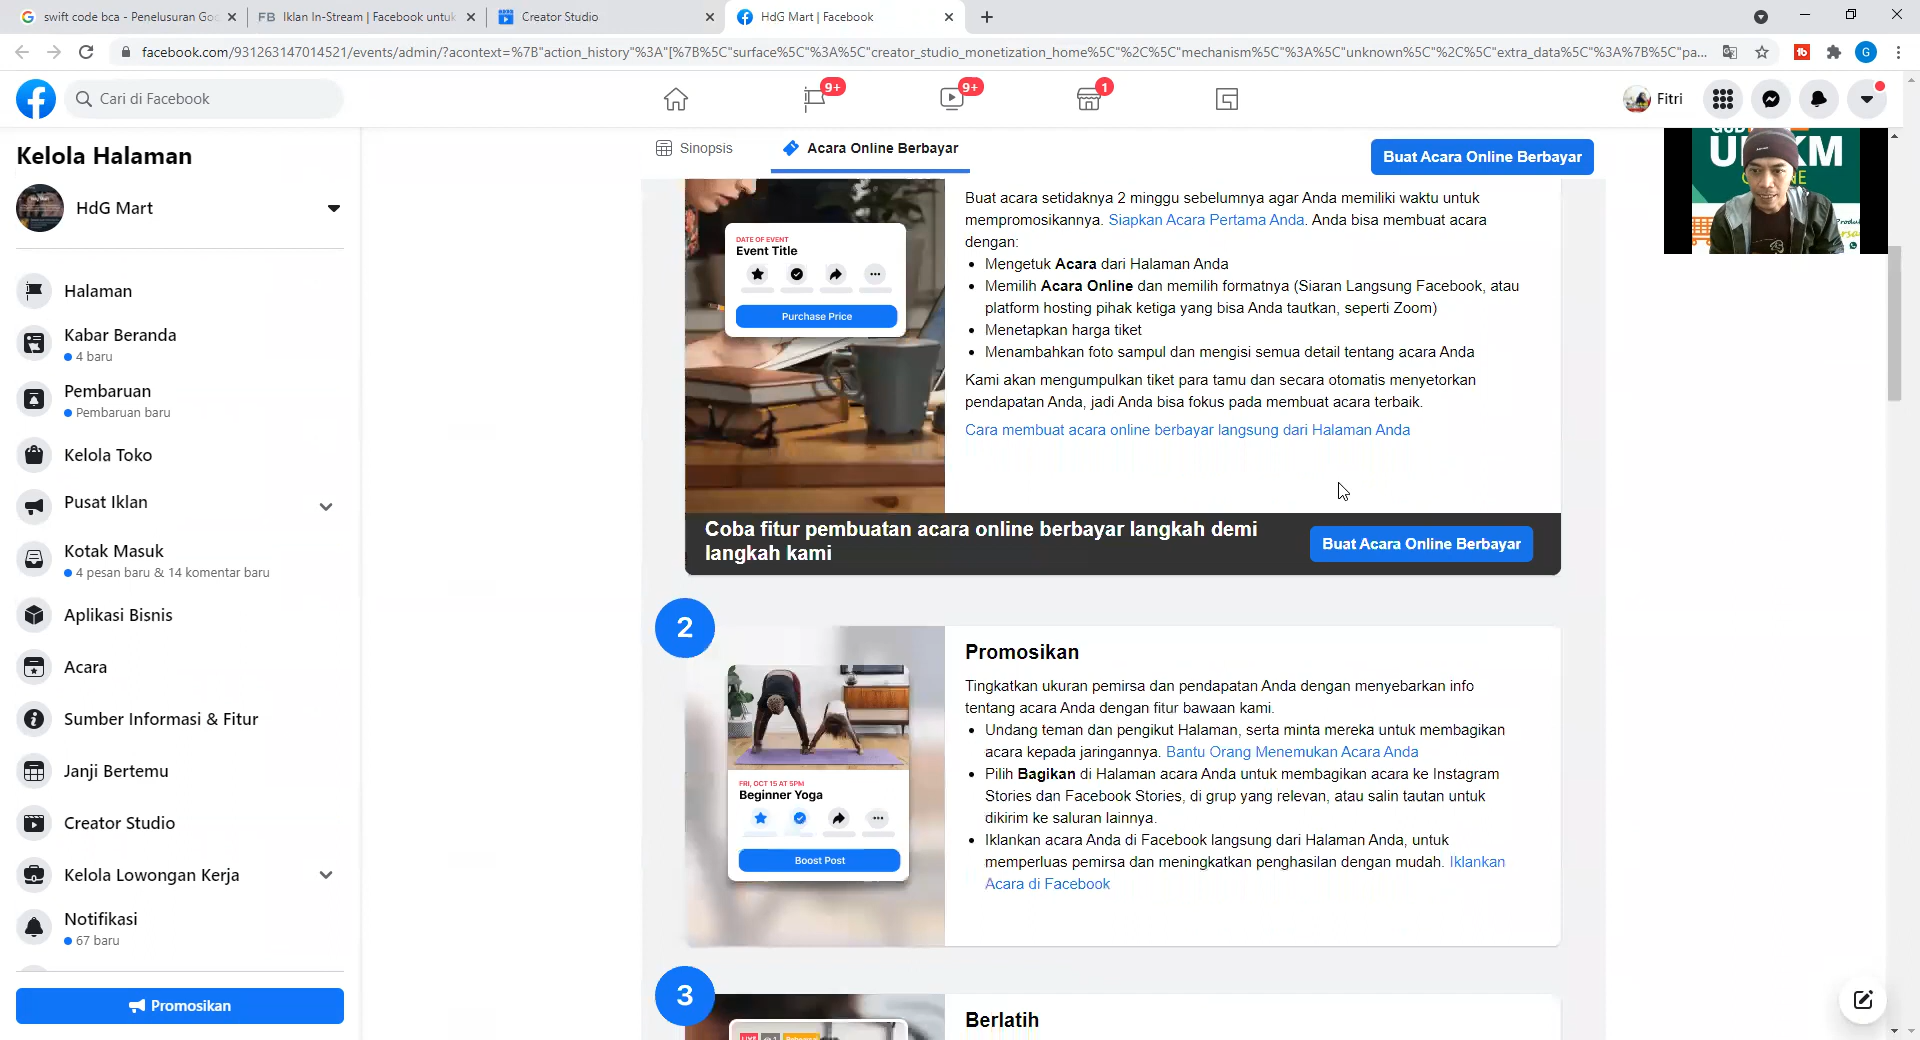 swift code bca - Penelusuran Goo
FB Iklan In-Stream | Facebook untuk
Creator Studio
HdG Mart | Facebook
facebook.com/931263147014521/events/admin/?acontext=%7B"action_history"%3A"[%7B%5C"surface%5C"%3A%5C"creator_studio_monetization_home%5C"%2C%5C"mechanism%5C"%3A%5C"unknown%5C"%2C%5C"extra_data%5C"%3A%7B%5C"pa...
G
Cari di Facebook
9+
9+
1
Fitri
Kelola Halaman
HdG Mart
Halaman
Kabar Beranda
4 baru
Pembaruan
Pembaruan baru
Kelola Toko
Pusat Iklan
Kotak Masuk
4 pesan baru & 14 komentar baru
Aplikasi Bisnis
Acara
Sumber Informasi & Fitur
Janji Bertemu
Creator Studio
Kelola Lowongan Kerja
Notifikasi
67 baru
Promosikan
Sinopsis
Acara Online Berbayar
Buat Acara Online Berbayar
DATE OF EVENT
Event Title
Purchase Price
Buat acara setidaknya 2 minggu sebelumnya agar Anda memiliki waktu untuk
mempromosikannya. Siapkan Acara Pertama Anda. Anda bisa membuat acara
dengan:
Mengetuk Acara dari Halaman Anda
Memilih Acara Online dan memilih formatnya (Siaran Langsung Facebook, atau
platform hosting pihak ketiga yang bisa Anda tautkan, seperti Zoom)
Menetapkan harga tiket
Menambahkan foto sampul dan mengisi semua detail tentang acara Anda
Kami akan mengumpulkan tiket para tamu dan secara otomatis menyetorkan
pendapatan Anda, jadi Anda bisa fokus pada membuat acara terbaik.
Cara membuat acara online berbayar langsung dari Halaman Anda
Coba fitur pembuatan acara online berbayar langkah demi
langkah kami
Buat Acara Online Berbayar
2
FRI, OCT 15 AT 5PM
Beginner Yoga
Boost Post
Promosikan
Tingkatkan ukuran pemirsa dan pendapatan Anda dengan menyebarkan info
tentang acara Anda dengan fitur bawaan kami.
Undang teman dan pengikut Halaman, serta minta mereka untuk membagikan
acara kepada jaringannya. Bantu Orang Menemukan Acara Anda
Pilih Bagikan di Halaman acara Anda untuk membagikan acara ke Instagram
Stories dan Facebook Stories, di grup yang relevan, atau salin tautan untuk
dikirim ke saluran lainnya.
Iklankan acara Anda di Facebook langsung dari Halaman Anda, untuk
memperluas pemirsa dan meningkatkan penghasilan dengan mudah. Iklankan
Acara di Facebook
3
LIVE
Berlatih